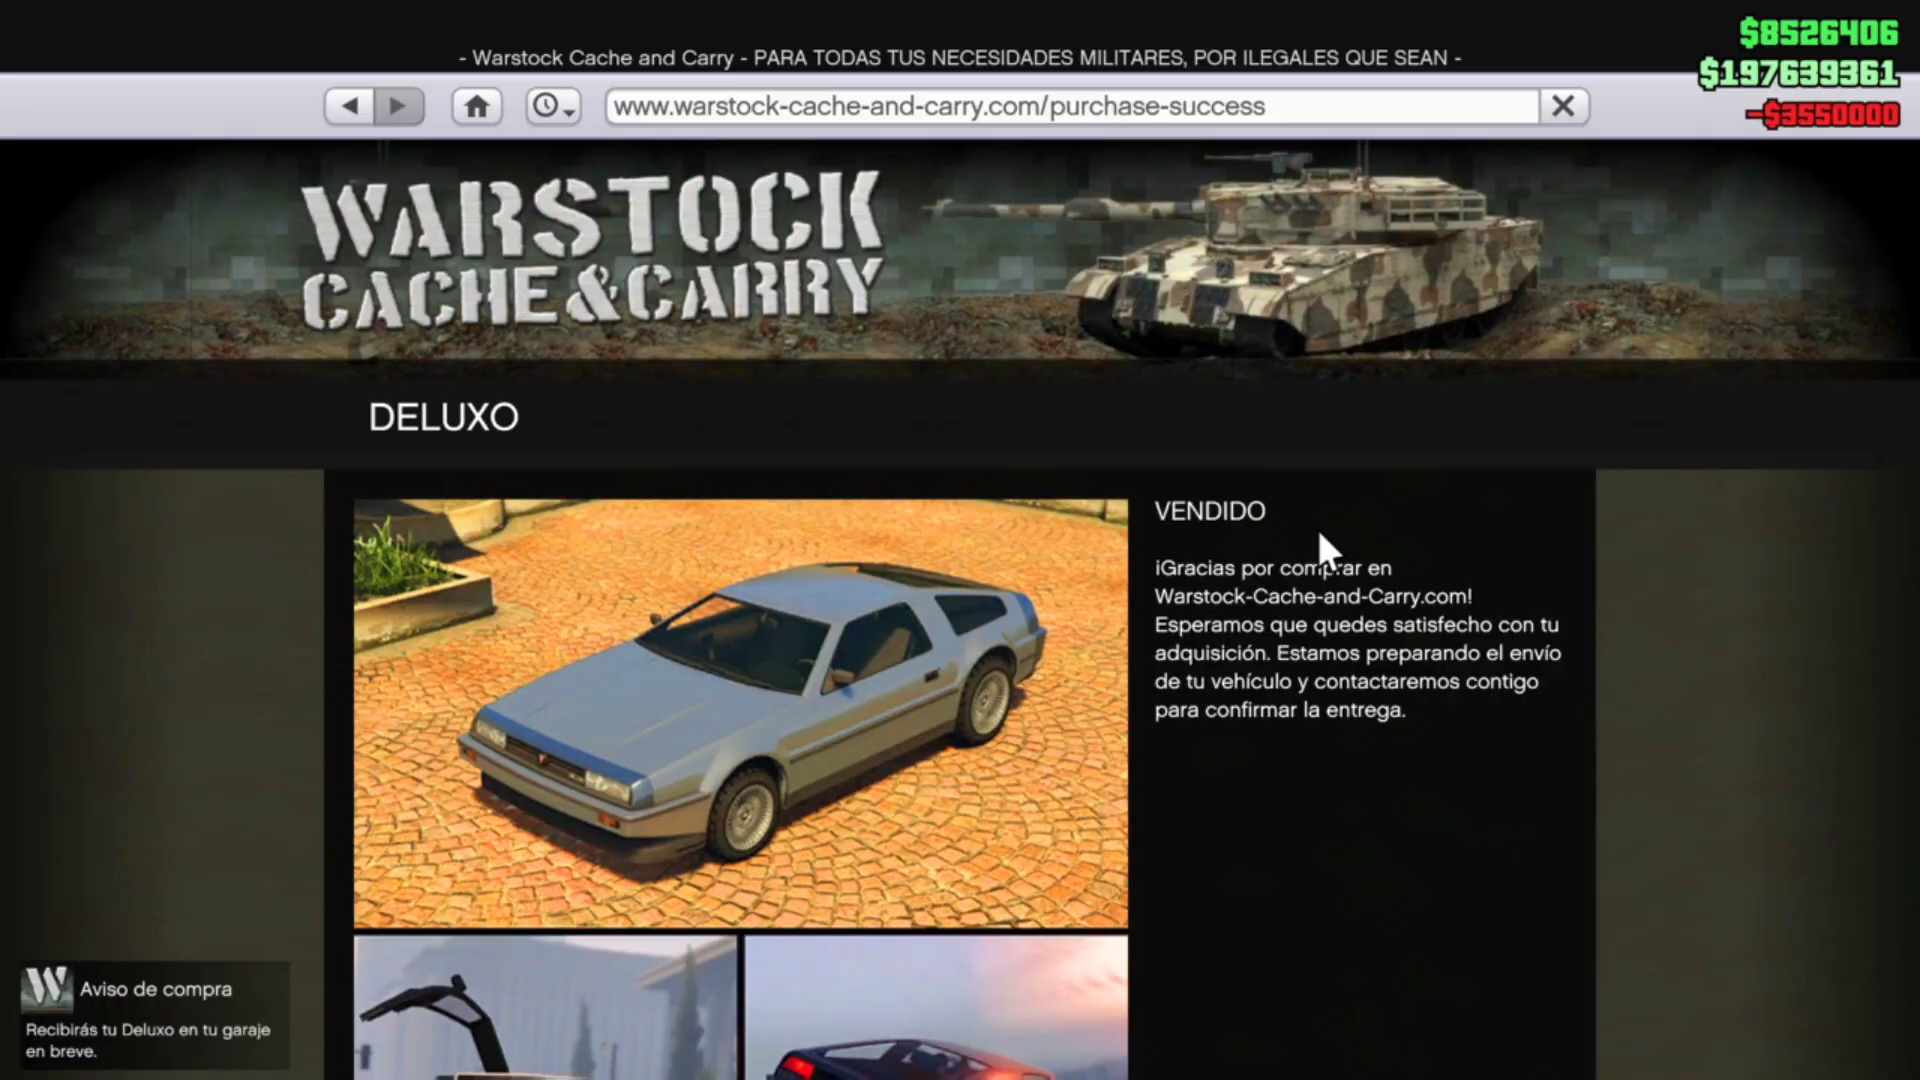 - Warstock Cache and Carry - PARA TODAS TUS NECESIDADES MILITARES, POR ILEGALES QUE SEAN -
$8526406
$197639361
-$3550000
www.warstock-cache-and-carry.com/purchase-success
WARSTOCK
CACHE&CARRY
DELUXO
VENDIDO
¡Gracias por comprar en
Warstock-Cache-and-Carry.com!
Esperamos que quedes satisfecho con tu
adquisición. Estamos preparando el envío
de tu vehículo y contactaremos contigo
para confirmar la entrega.
W
Aviso de compra
Recibirás tu Deluxo en tu garaje
en breve.